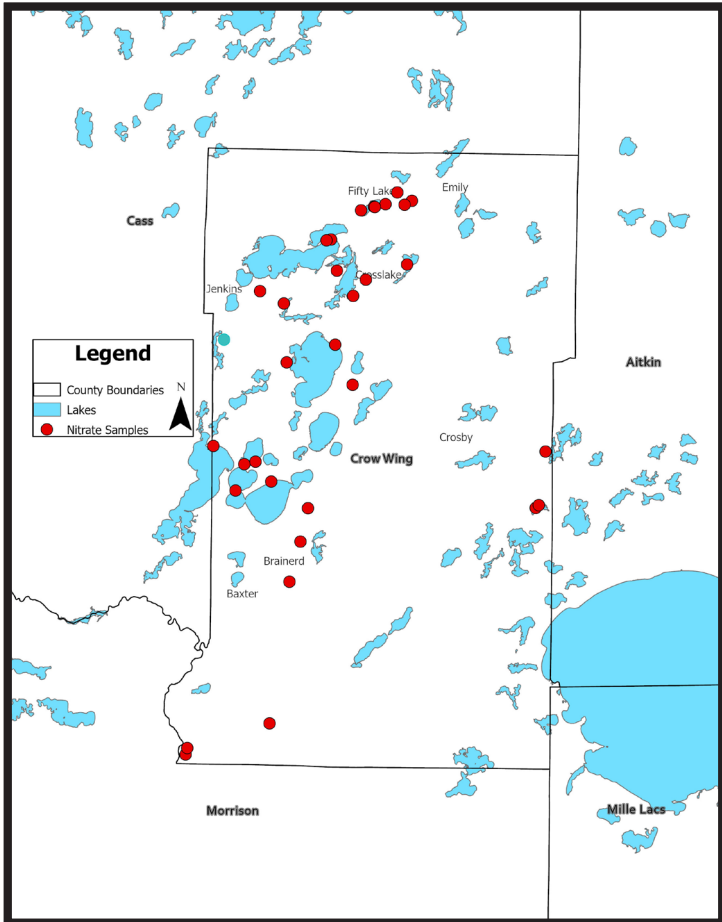 Fifty Lake
Emily
Cass
Crosslake
Jenkins
Legend
County Boundaries
N
Lakes
Nitrate Samples
Aitkin
Crosby
Crow Wing
Brainerd
Baxter
Morrison
Mille Lacs